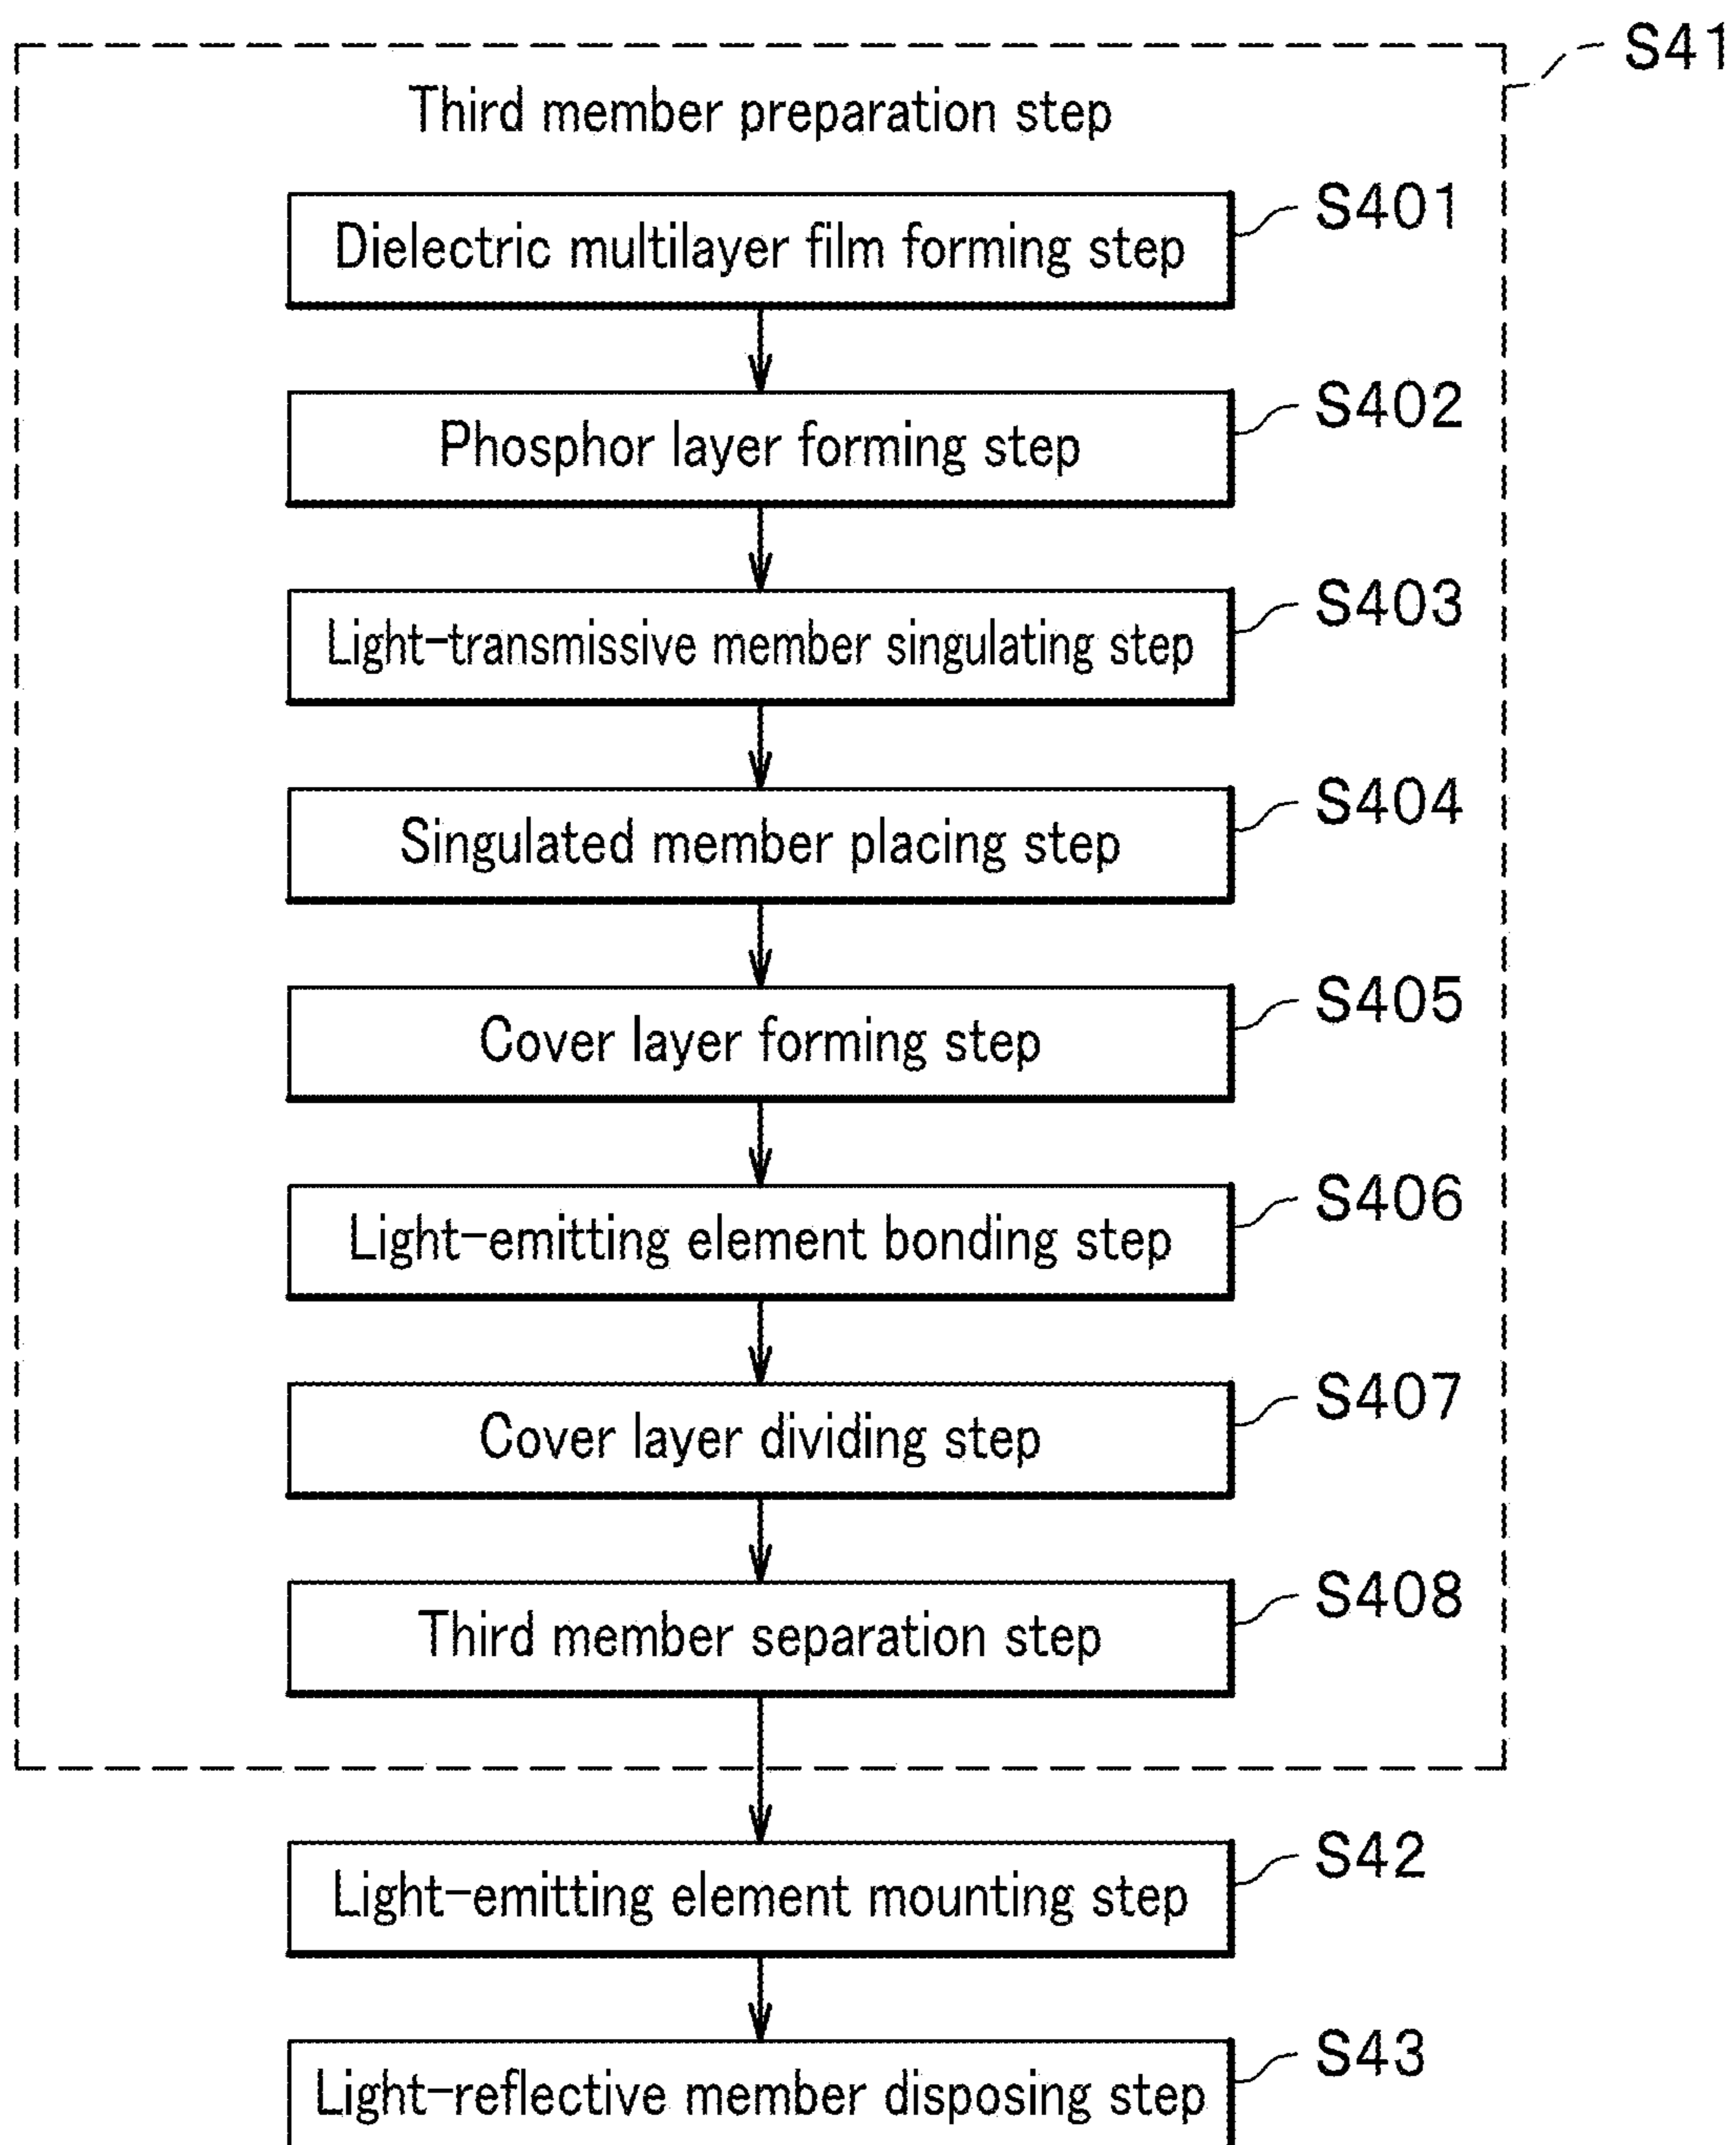 S41
Third member preparation step
Dielectric multilayer film forming step
S401
Phosphor layer forming step
S402
Light-transmissive member singulating step
S403
Singulated member placing step
S404
Cover layer forming step
S405
Light-emitting element bonding step
S406
Cover layer dividing step
S407
Third member separation step
S408
Light-emitting element mounting step
S42
Light-reflective member disposing step
S43